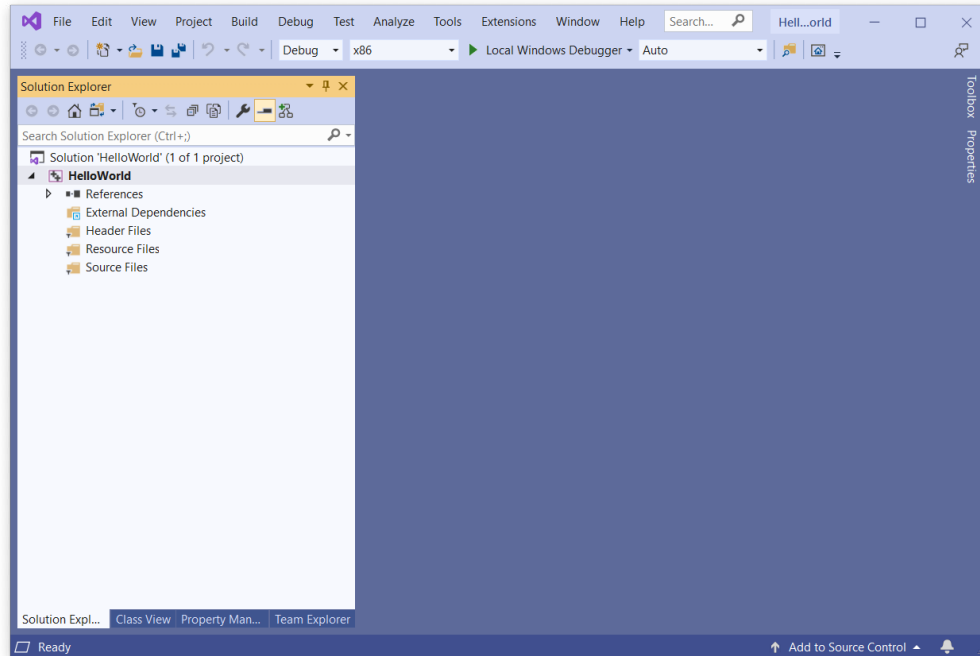 File Edit View Project Build Debug Test Analyze Tools Extensions Window Help Search... Hell...orld
Debug x86 Local Windows Debugger Auto
Solution Explorer
Search Solution Explorer (Ctrl+;)
Solution 'HelloWorld' (1 of 1 project)
HelloWorld
References
External Dependencies
Header Files
Resource Files
Source Files
Toolbox
Properties
Solution Expl... Class View Property Man... Team Explorer
Ready Add to Source Control